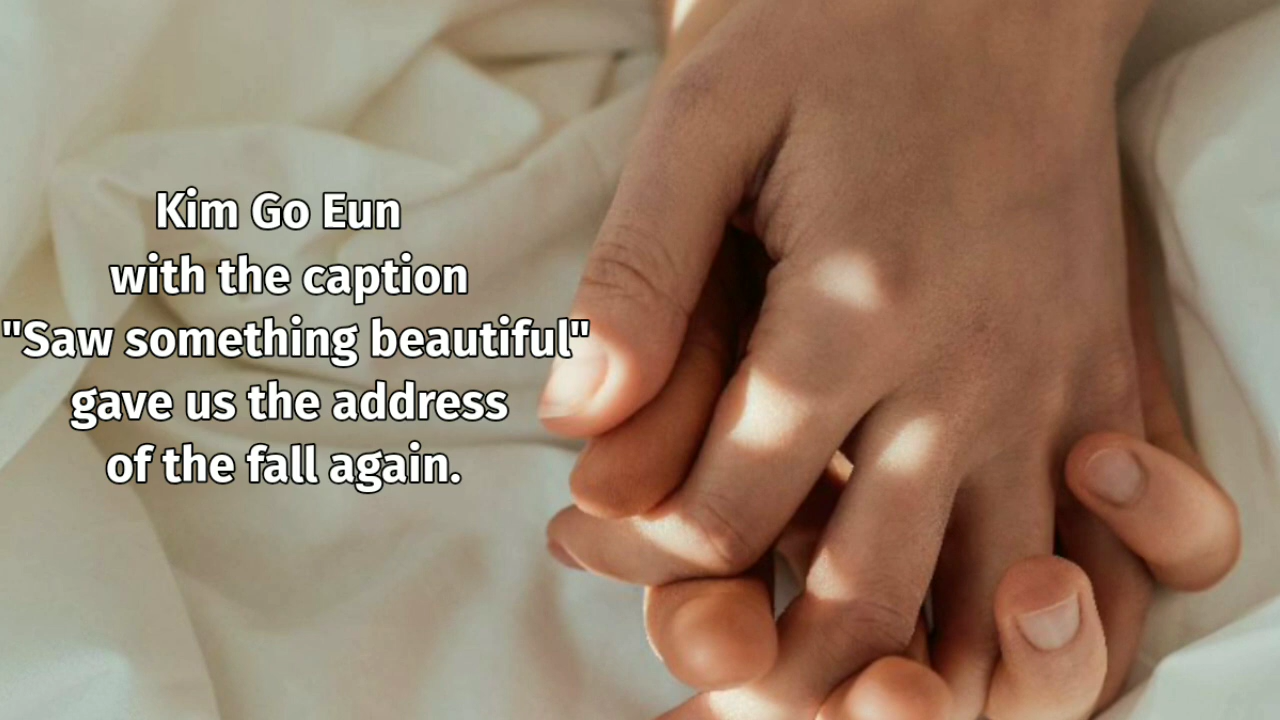 Kim Go Eun
with the caption
"Saw something beautiful"
gave us the address
of the fall again.